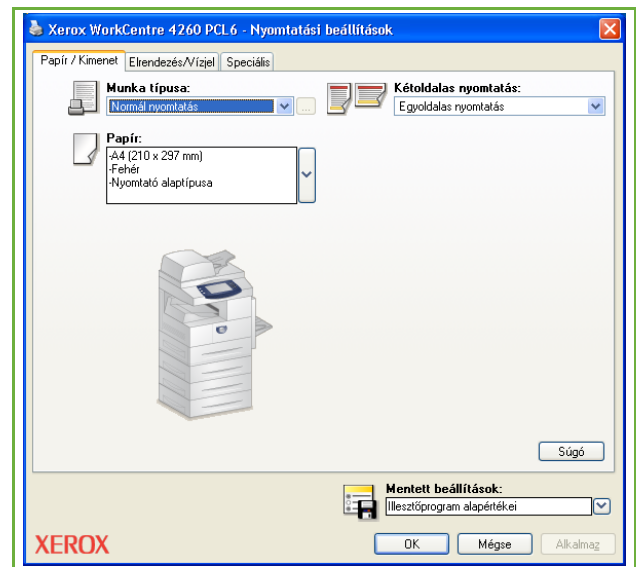 Xerox WorkCentre 4260 PCL6 - Nyomtatási beállítások
Papír / Kimenet Elrendezés/Vízjel Speciális
Munka típusa:
Normál nyomtatás
...
Kétoldalas nyomtatás:
Egyoldalas nyomtatás
Papír:
-A4 (210 x 297 mm)
-Fehér
-Nyomtató alaptípusa
Súgó
Mentett beállítások:
Illesztőprogram alapértékei
XEROX
OK Mégse Alkalmaz